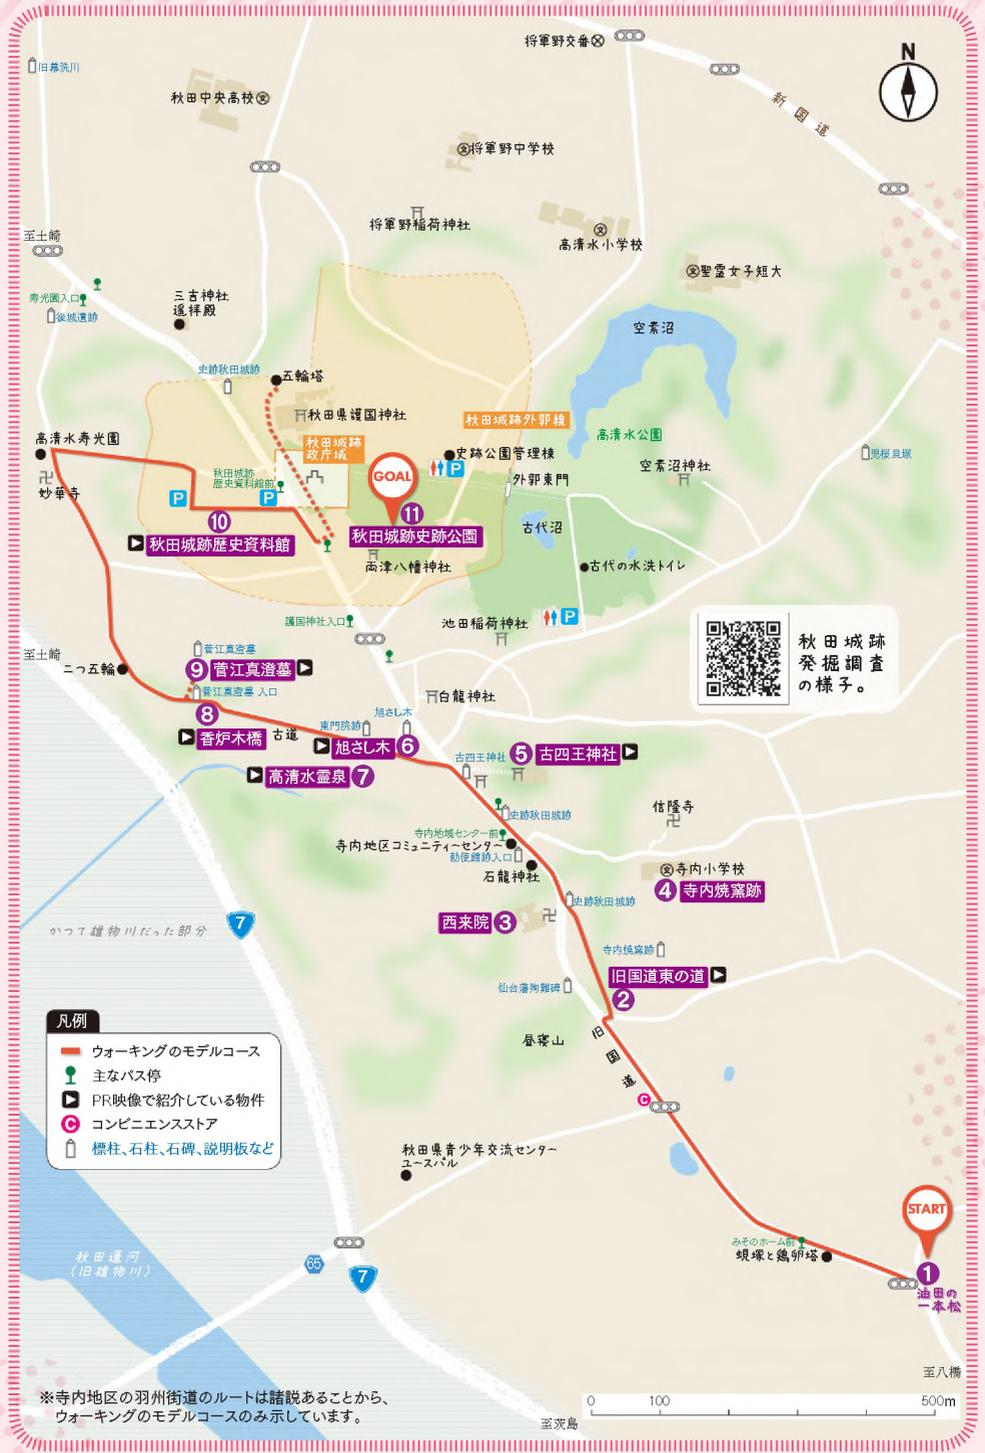 将軍野交番
N
旧幕洗川
秋田中央高校
新国道
将軍野中学校
将軍野稲荷神社
高清水小学校
至土崎
聖霊女子短大
寿光園入口
後城遺跡
三吉神社
遥拝殿
空素沼
史跡秋田城跡
五輪塔
秋田県護国神社
秋田城跡外郭線
高清水公園
高清水寿光園
秋田城跡
政庁域
史跡公園管理棟
P
児桜貝塚
GOAL
空素沼神社
妙華寺
秋田城跡
歴史資料館前
外郭東門
P
P
10
秋田城跡歴史資料館
11
秋田城跡史跡公園
古代沼
両津八幡神社
古代の水洗トイレ
護国神社入口
池田稲荷神社
P
秋田城跡
発掘調査
の様子。
至土崎
二つ五輪
菅江真澄墓
9 菅江真澄墓
菅江真澄墓 入口
白龍神社
8
香炉木橋
古道
東門院跡
旭さし木
旭さし木 6
高清水霊泉 7
古四王神社
5 古四王神社
史跡秋田城跡
信隆寺
寺内地域センター前
寺内地区コミュニティーセンター
勅使館跡入口
石龍神社
寺内小学校
4 寺内焼窯跡
史跡秋田城跡
西来院 3
かつて雄物川だった部分
7
寺内焼窯跡
旧国道東の道
2
仙台藩殉難碑
昼寝山
旧国道
凡例
ウォーキングのモデルコース
主なバス停
PR映像で紹介している物件
C コンビニエンスストア
標柱、石柱、石碑、説明板など
C
秋田県青少年交流センター
ユースパル
START
みそのホーム前
蜆塚と鶏卵塔
1
油田の
一本松
秋田運河
(旧雄物川)
65
7
至八橋
※寺内地区の羽州街道のルートは諸説あることから、
ウォーキングのモデルコースのみ示しています。
0 100 500m
至茨島